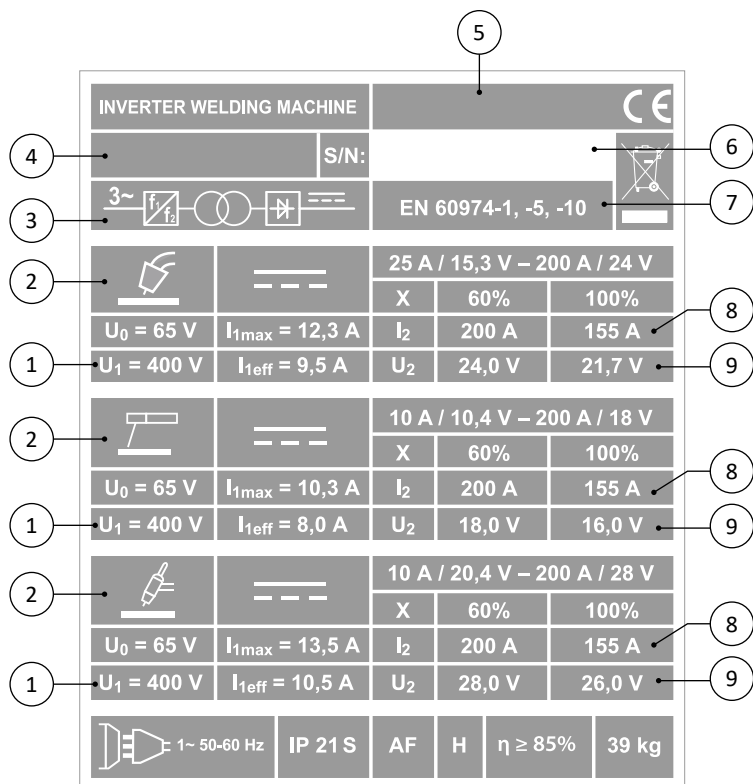 5
INVERTER WELDING MACHINE CE
4 S/N: 6
3 3~ f1/f2 EN 60974-1, -5, -10 7
2 25 A / 15,3 V – 200 A / 24 V
X 60% 100%
U₀ = 65 V I₁max = 12,3 A I₂ 200 A 155 A 8
1 U₁ = 400 V I₁eff = 9,5 A U₂ 24,0 V 21,7 V 9
2 10 A / 10,4 V – 200 A / 18 V
X 60% 100%
U₀ = 65 V I₁max = 10,3 A I₂ 200 A 155 A 8
1 U₁ = 400 V I₁eff = 8,0 A U₂ 18,0 V 16,0 V 9
2 10 A / 20,4 V – 200 A / 28 V
X 60% 100%
U₀ = 65 V I₁max = 13,5 A I₂ 200 A 155 A 8
1 U₁ = 400 V I₁eff = 10,5 A U₂ 28,0 V 26,0 V 9
1~ 50-60 Hz IP 21 S AF H η ≥ 85% 39 kg